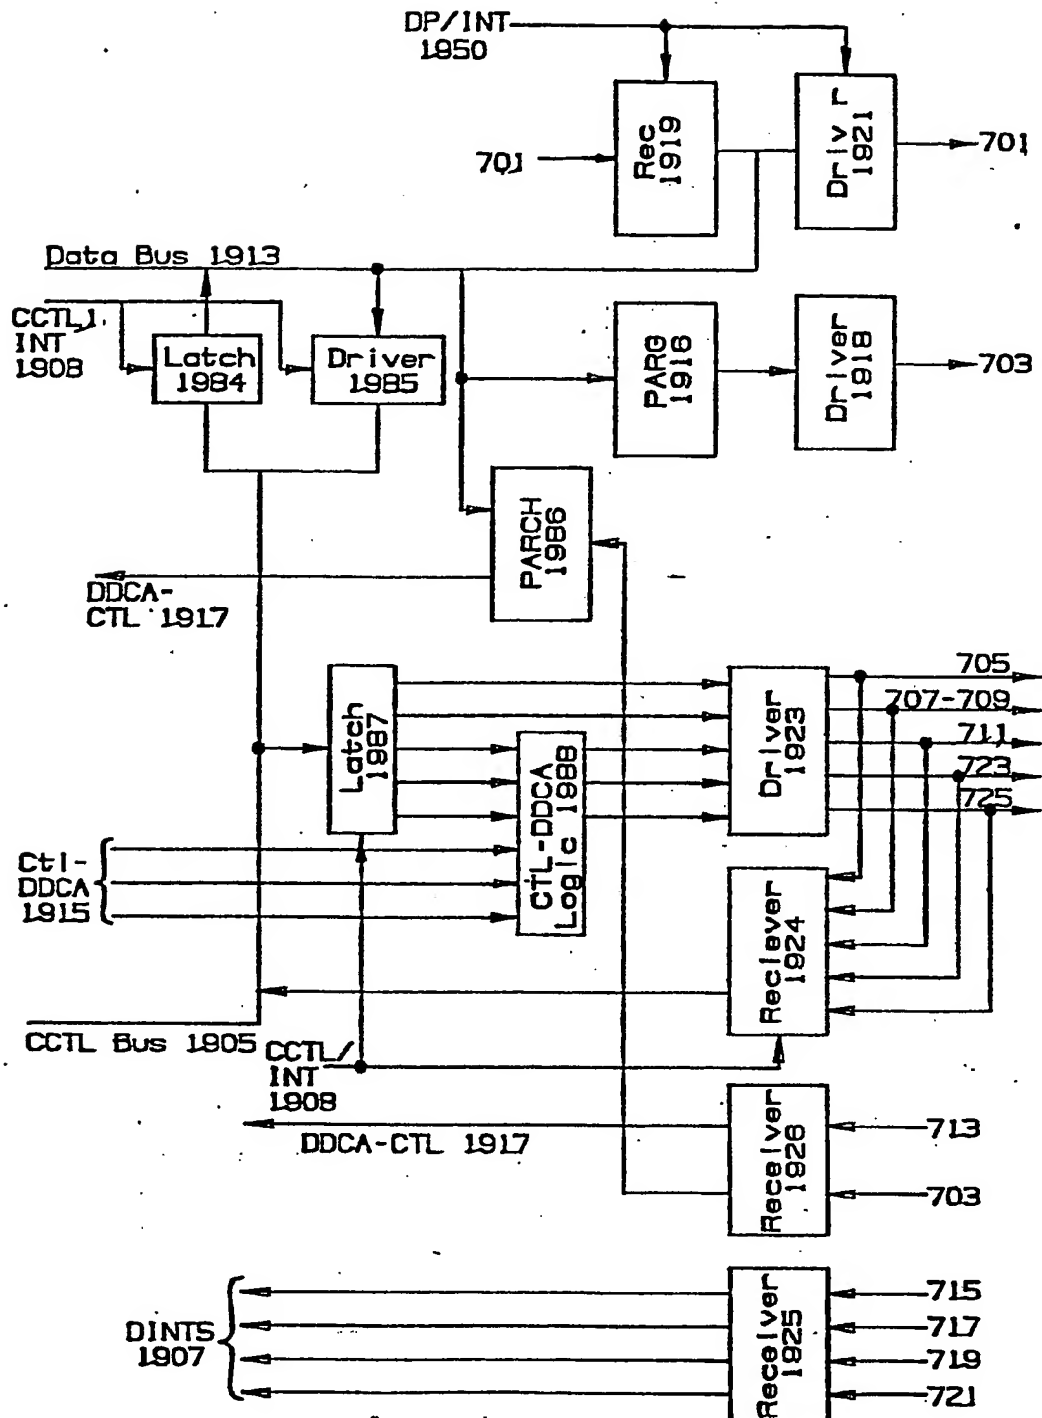 DP/INT
1850
Rec
1919
Driv r
1921
701
701
Data Bus 1913
CCTL/
INT
1908
Latch
1984
Driver
1985
PARG
1916
Driver
1918
703
PARCH
1986
DDCA-
CTL 1917
Latch
1987
CTL-DDCA
Logic 1988
Driver
1923
705
707-709
711
723
725
Ctl-
DDCA
1915
Reciever
1924
CCTL Bus 1905
CCTL/
INT
1908
DDCA-CTL 1917
Receiver
1926
713
703
DINTS
1907
Receiver
1925
715
717
719
721